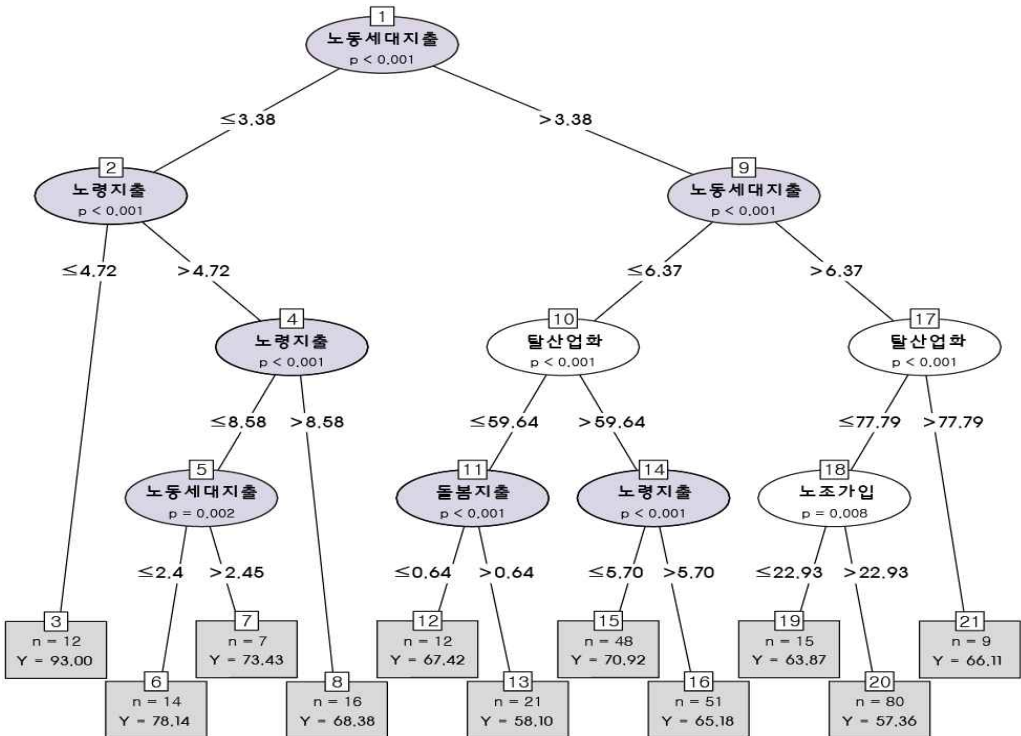 1
노동세대지출
p < 0.001
≤3.38
>3.38
2
노령지출
p < 0.001
9
노동세대지출
p < 0.001
≤4.72
>4.72
≤6.37
>6.37
4
노령지출
p < 0.001
10
탈산업화
p < 0.001
17
탈산업화
p < 0.001
≤8.58
>8.58
≤59.64
>59.64
≤77.79
>77.79
5
노동세대지출
p = 0.002
11
돌봄지출
p < 0.001
14
노령지출
p < 0.001
18
노조가입
p = 0.008
≤2.4
>2.45
≤0.64
>0.64
≤5.70
>5.70
≤22.93
>22.93
3
n = 12
Y = 93.00
7
n = 7
Y = 73.43
12
n = 12
Y = 67.42
15
n = 48
Y = 70.92
19
n = 15
Y = 63.87
21
n = 9
Y = 66.11
6
n = 14
Y = 78.14
8
n = 16
Y = 68.38
13
n = 21
Y = 58.10
16
n = 51
Y = 65.18
20
n = 80
Y = 57.36